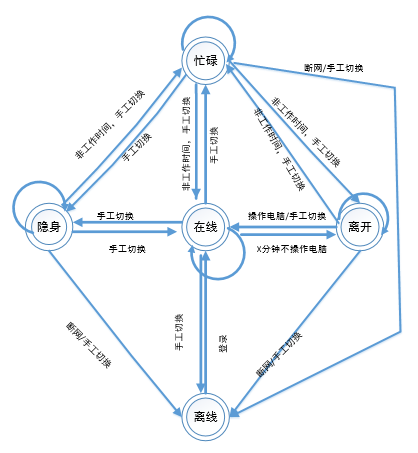 忙碌
断网/手工切换
非工作时间，手工切换
手工切换
非工作时间，手工切换
手工切换
非工作时间，手工切换
非工作时间，手工切换
隐身
手工切换
手工切换
在线
操作电脑/手工切换
X分钟不操作电脑
离开
断网/手工切换
手工切换
登录
断网/手工切换
离线